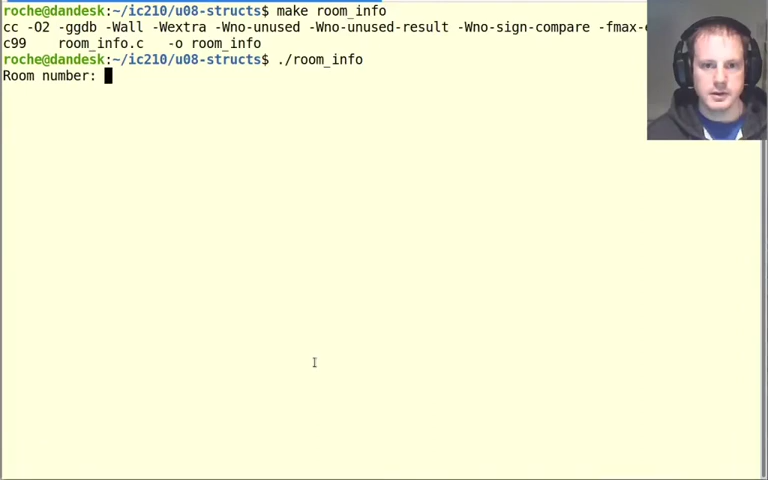 roche@dandesk:~/ic210/u08-structs$ make room_info
cc -O2 -ggdb -Wall -Wextra -Wno-unused -Wno-unused-result -Wno-sign-compare -fmax-
c99    room_info.c   -o room_info
roche@dandesk:~/ic210/u08-structs$ ./room_info
Room number: